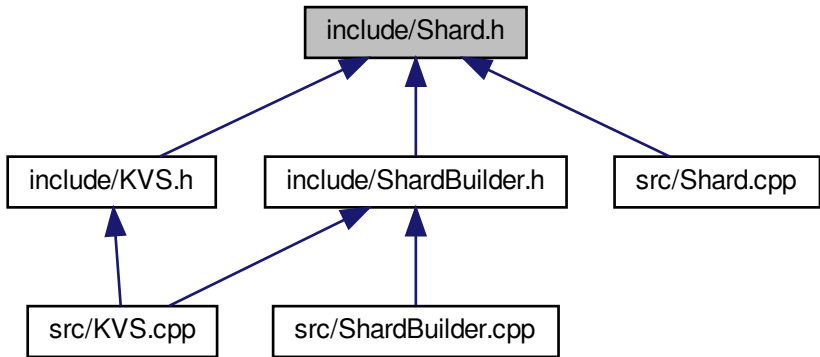 include/Shard.h
include/KVS.h
include/ShardBuilder.h
src/Shard.cpp
src/KVS.cpp
src/ShardBuilder.cpp